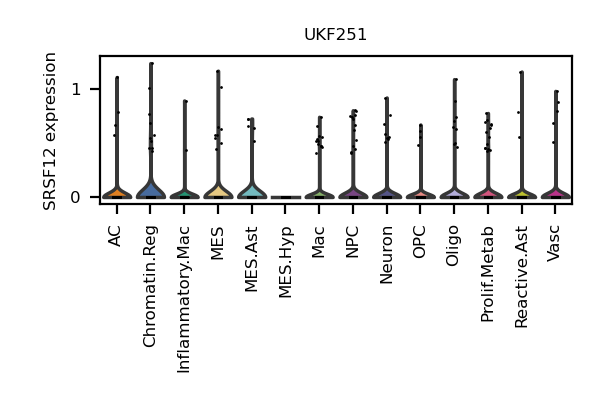 UKF251
SRSF12 expression
1
0
AC
Chromatin.Reg
Inflammatory.Mac
MES
MES.Ast
MES.Hyp
Mac
NPC
Neuron
OPC
Oligo
Prolif.Metab
Reactive.Ast
Vasc